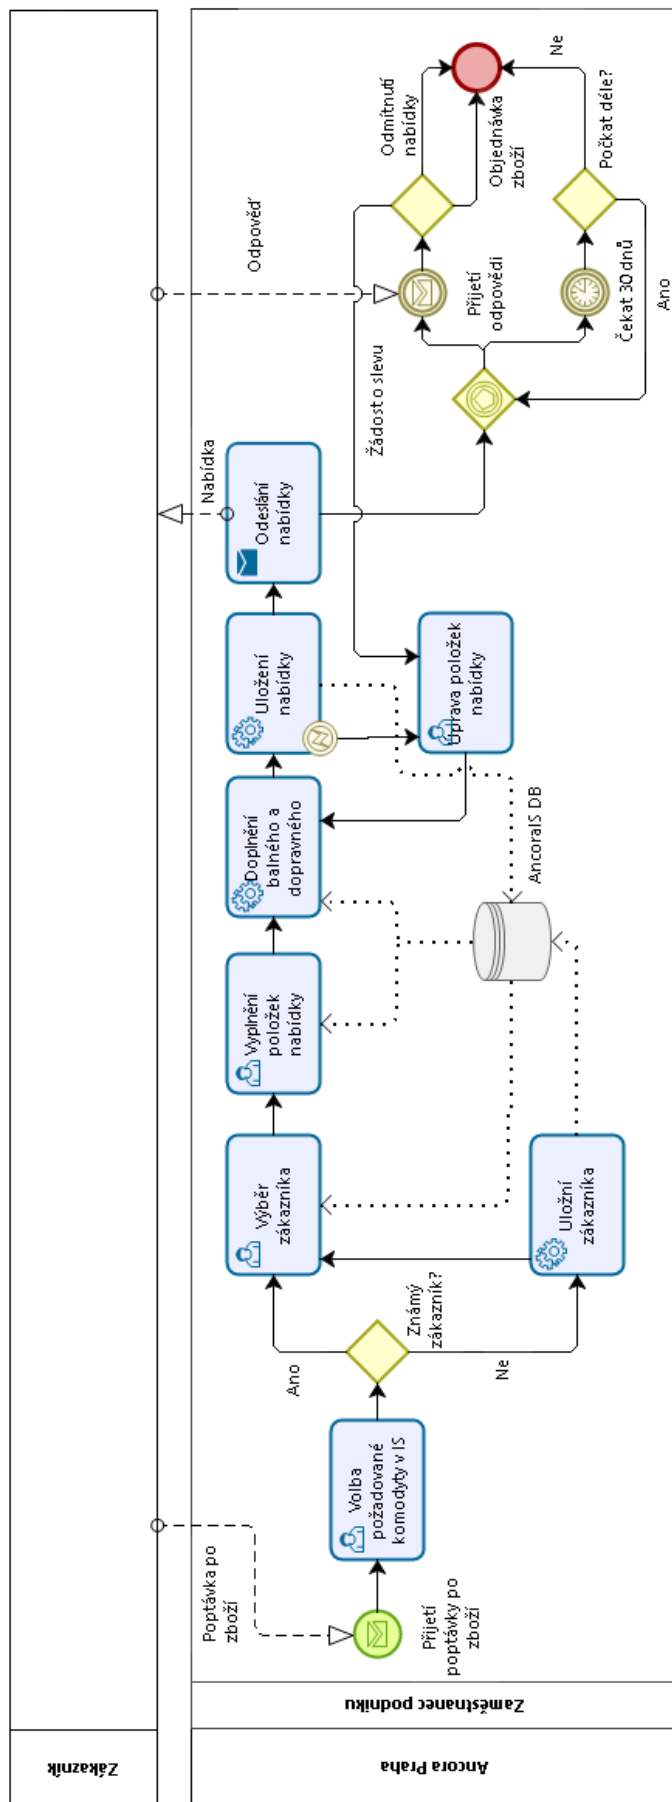 Zákazník
Ancora Praha
Zaměstnanec podniku
Poptávka po
zboží
Přijetí
poptávky po
zboží
Volba
požadované
komodyty v IS
Známý
zákazník?
Ano
Ne
Výběr
zákazníka
Uložní
zákazníka
Vyplnění
položek
nabídky
Doplnění
balného a
dopravného
AncoraIS DB
Uložení
nabídky
Úprava položek
nabídky
Odeslání
nabídky
Nabídka
Žádost o slevu
Odpověď
Přijetí
odpovědi
Čekat 30 dnů
Odmítnutí
nabídky
Objednávka
zboží
Počkat déle?
Ano
Ne